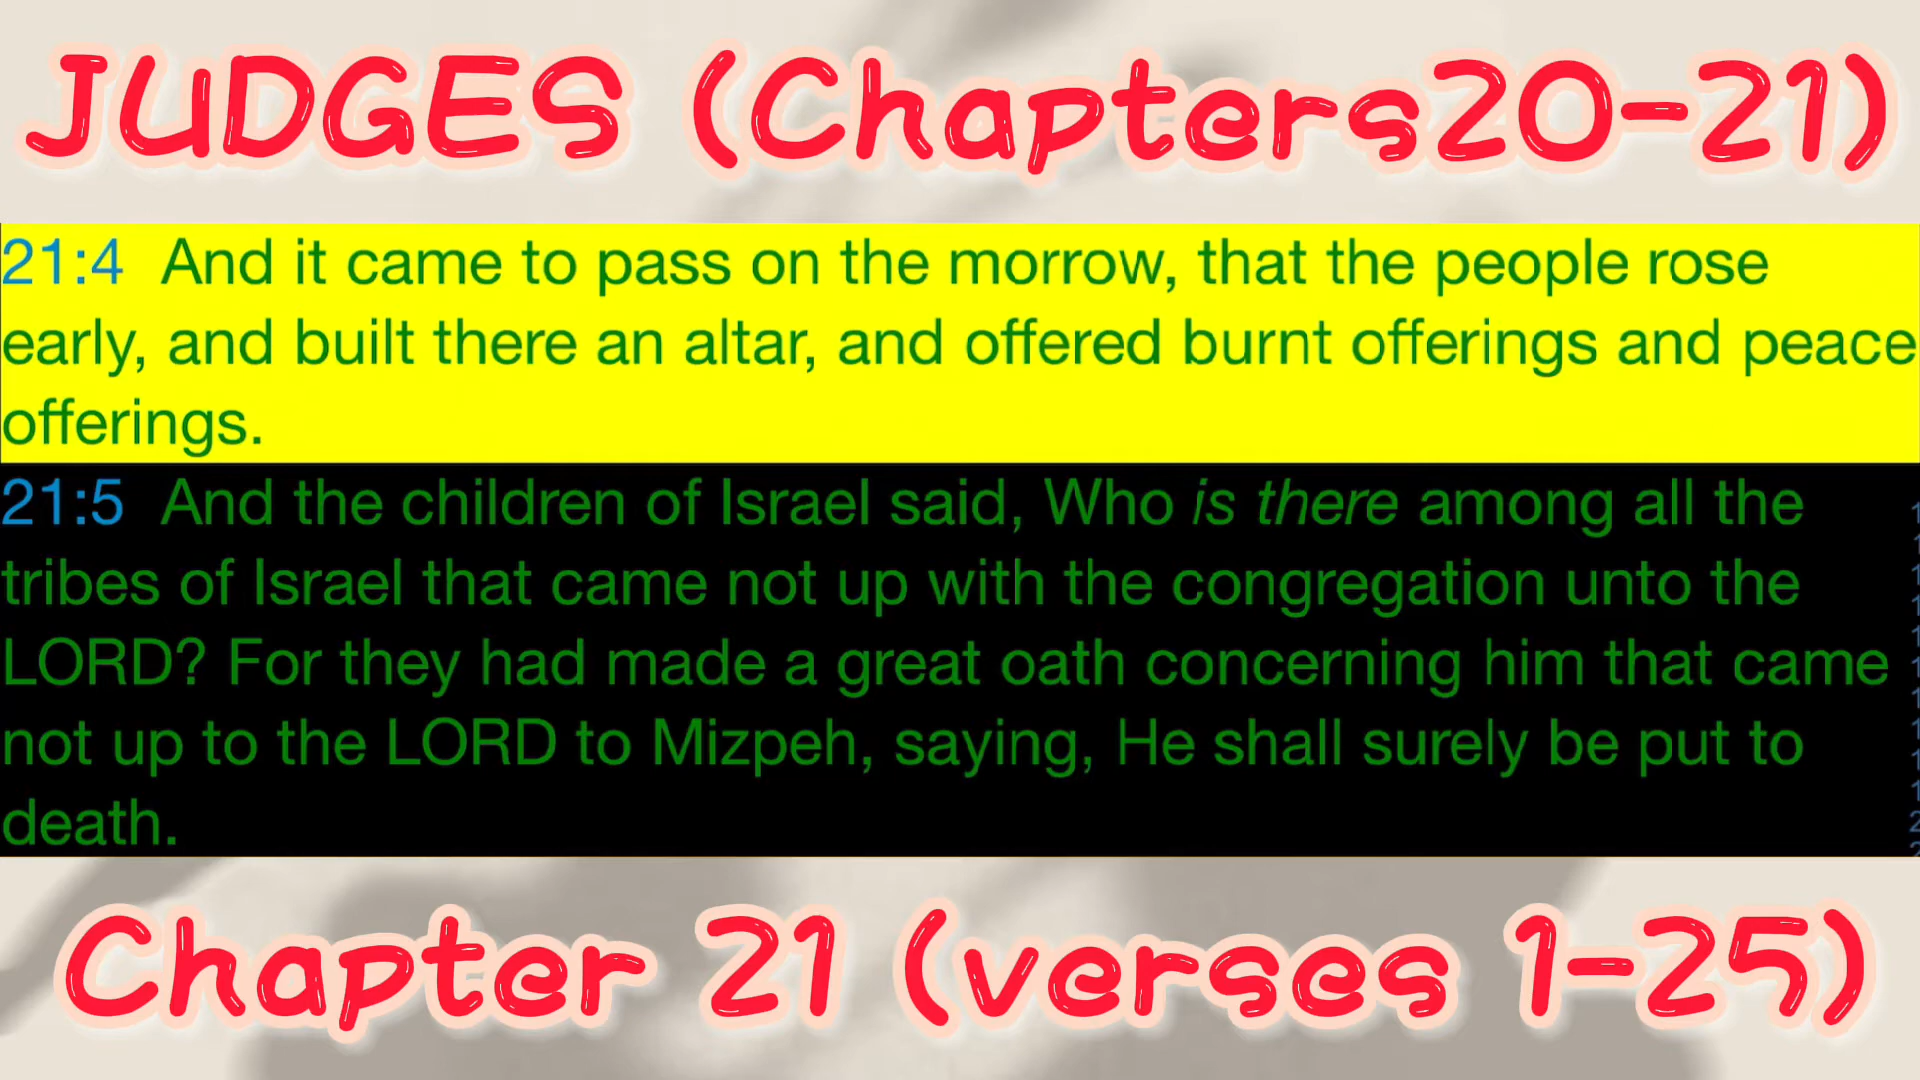 JUDGES (Chapters20-21)
21:4 And it came to pass on the morrow, that the people rose
early, and built there an altar, and offered burnt offerings and peace
offerings.
21:5 And the children of Israel said, Who is there among all the
tribes of Israel that came not up with the congregation unto the
LORD? For they had made a great oath concerning him that came
not up to the LORD to Mizpeh, saying, He shall surely be put to
death.
Chapter 21 (verses 1-25)